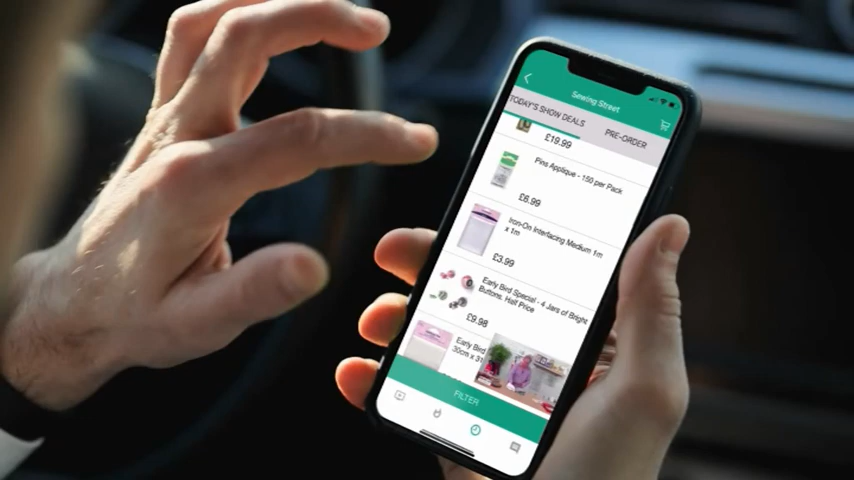 Sewing Street
TODAY'S SHOW DEALS
PRE-ORDER
£19.99
Pins Applique - 150 per Pack
£6.99
Iron-On Interfacing Medium 1m
x 1m
£3.99
Early Bird Special - 4 Jars of Bright
Buttons. Half Price
£9.98
Early Bird
30cm x 3
FILTER